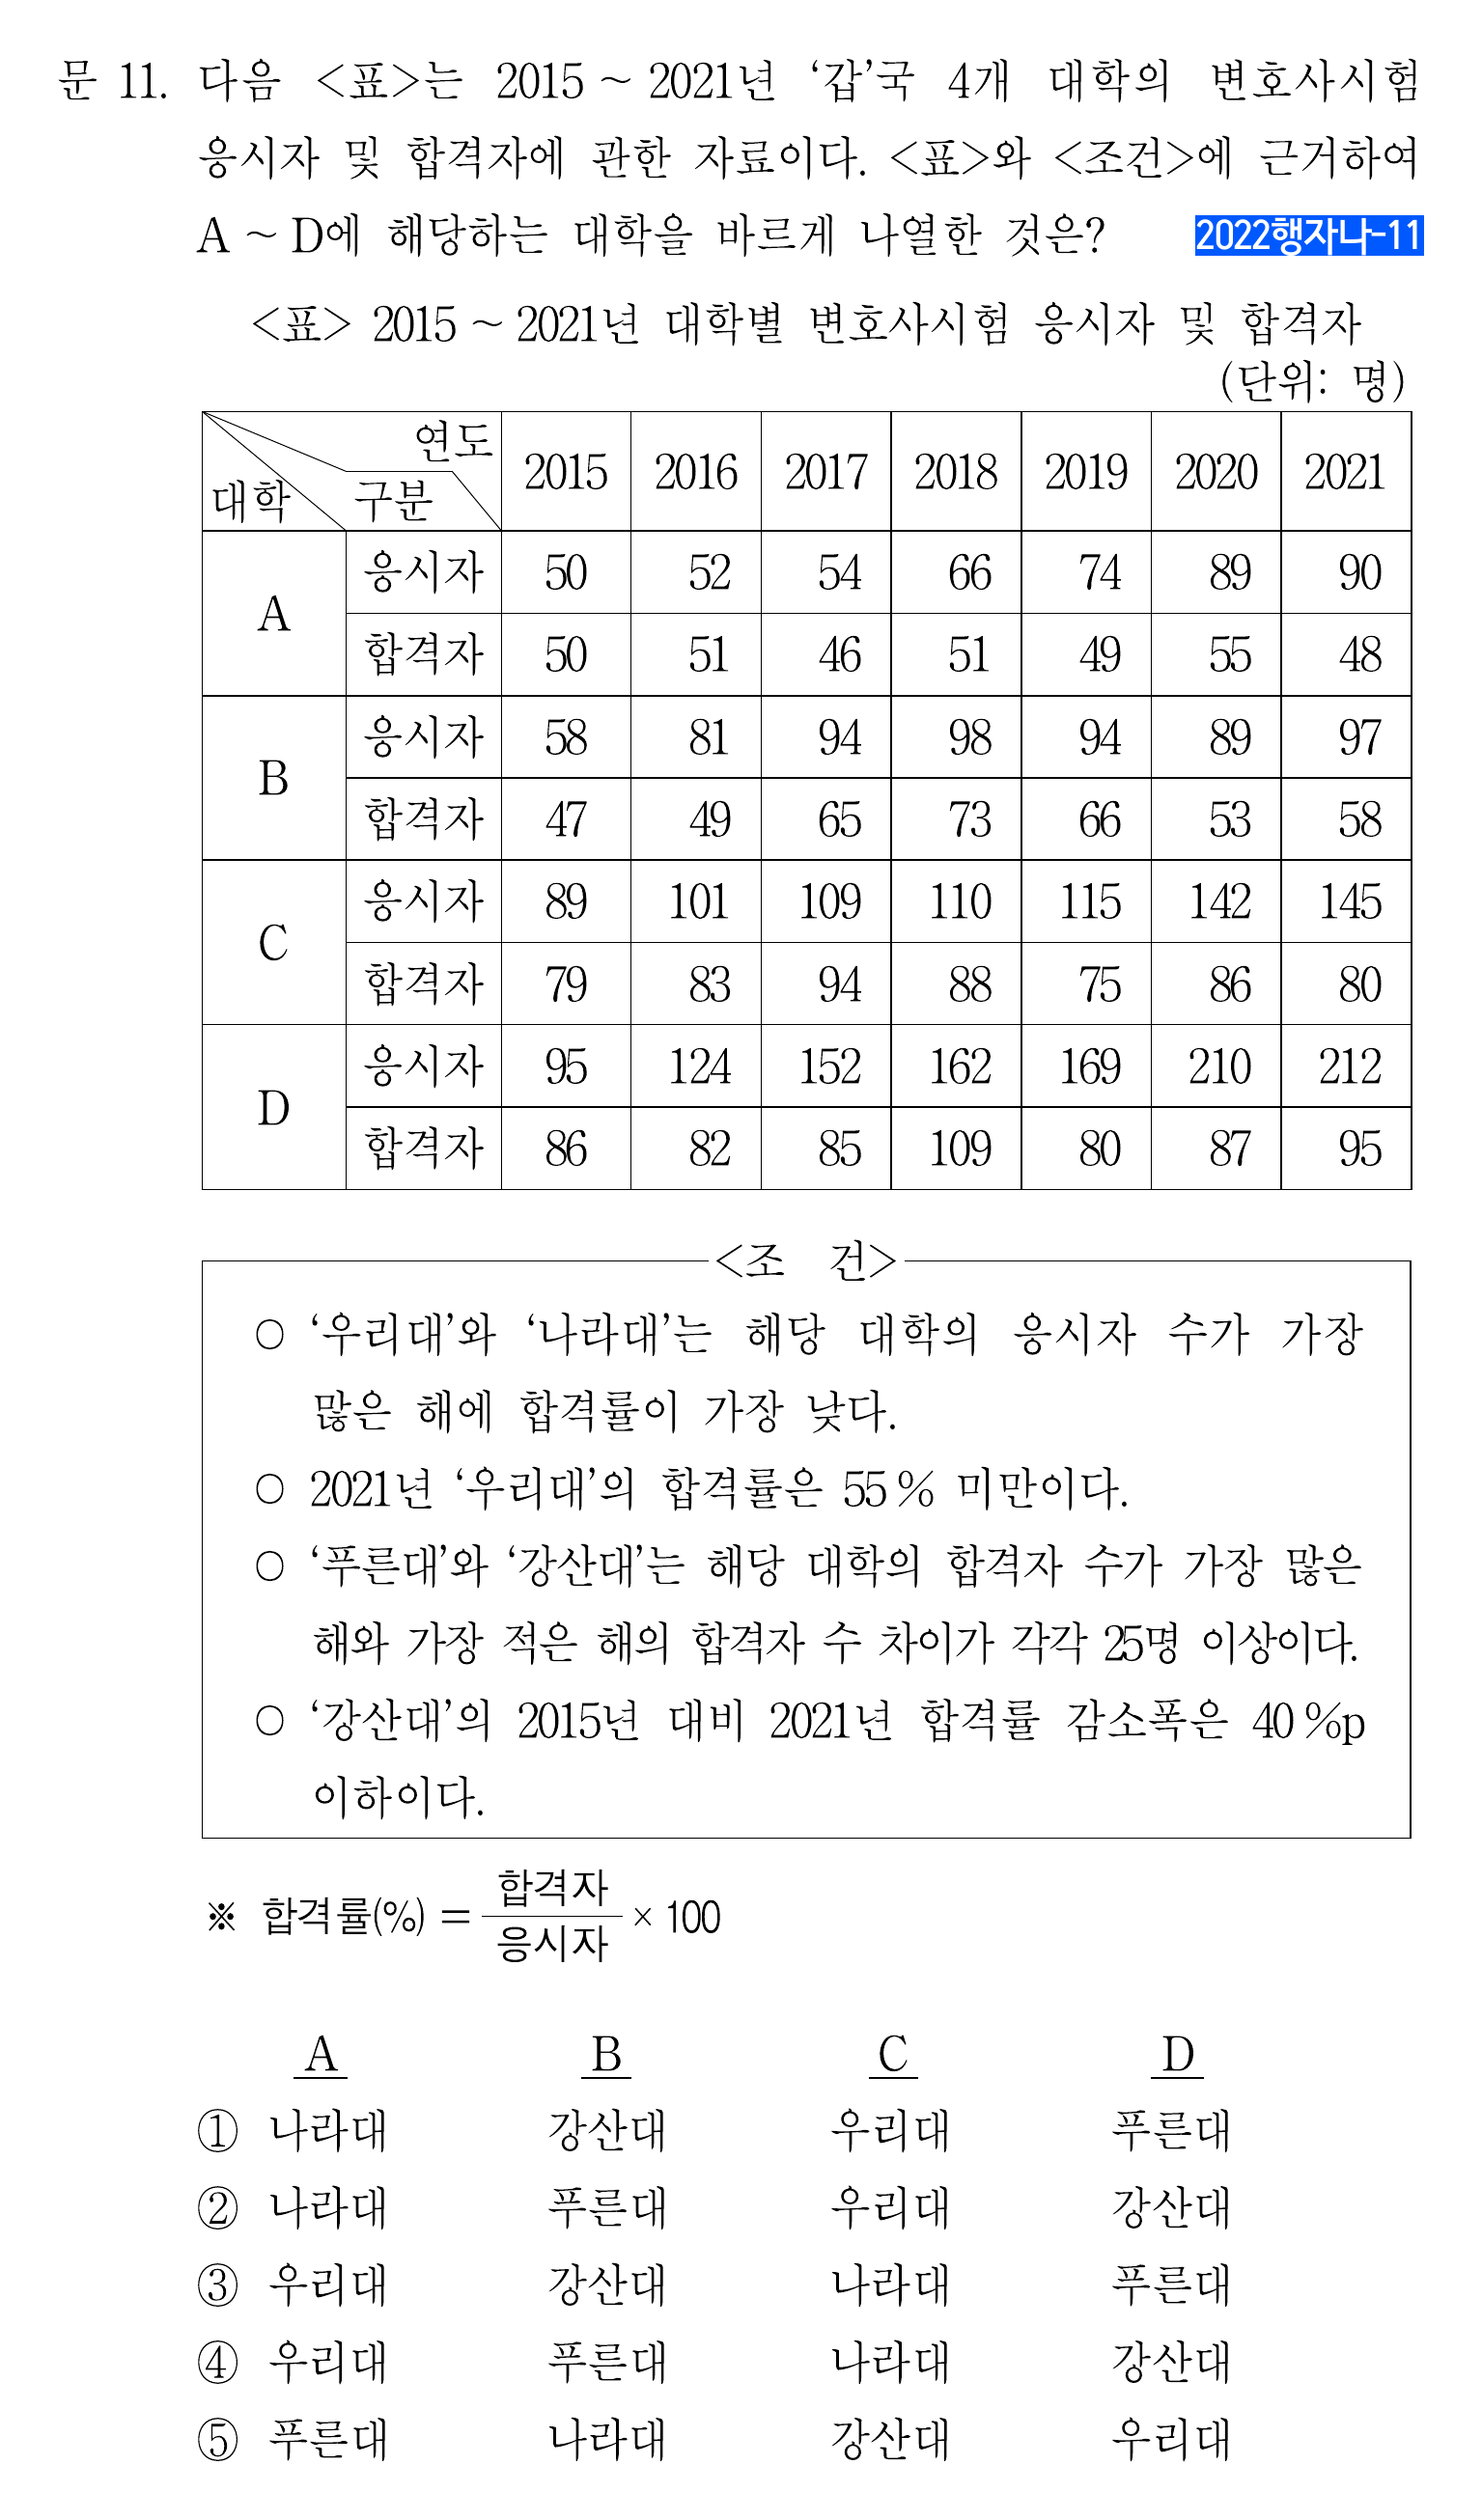 문 11. 다음 <표>는 2015 ~ 2021년 ‘갑’국 4개 대학의 변호사시험
응시자 및 합격자에 관한 자료이다. <표>와 <조건>에 근거하여
A ~ D에 해당하는 대학을 바르게 나열한 것은? 2022행자나-11
<표> 2015 ~ 2021년 대학별 변호사시험 응시자 및 합격자
(단위: 명)
대학 구분 연도 2015 2016 2017 2018 2019 2020 2021
A 응시자 50 52 54 66 74 89 90
합격자 50 51 46 51 49 55 48
B 응시자 58 81 94 98 94 89 97
합격자 47 49 65 73 66 53 58
C 응시자 89 101 109 110 115 142 145
합격자 79 83 94 88 75 86 80
D 응시자 95 124 152 162 169 210 212
합격자 86 82 85 109 80 87 95
<조 건>
○ ‘우리대’와 ‘나라대’는 해당 대학의 응시자 수가 가장
많은 해에 합격률이 가장 낮다.
○ 2021년 ‘우리대’의 합격률은 55 % 미만이다.
○ ‘푸른대’와 ‘강산대’는 해당 대학의 합격자 수가 가장 많은
해와 가장 적은 해의 합격자 수 차이가 각각 25명 이상이다.
○ ‘강산대’의 2015년 대비 2021년 합격률 감소폭은 40 %p
이하이다.
※ 합격률(%) = 합격자 / 응시자 × 100
A B C D
① 나라대 강산대 우리대 푸른대
② 나라대 푸른대 우리대 강산대
③ 우리대 강산대 나라대 푸른대
④ 우리대 푸른대 나라대 강산대
⑤ 푸른대 나라대 강산대 우리대